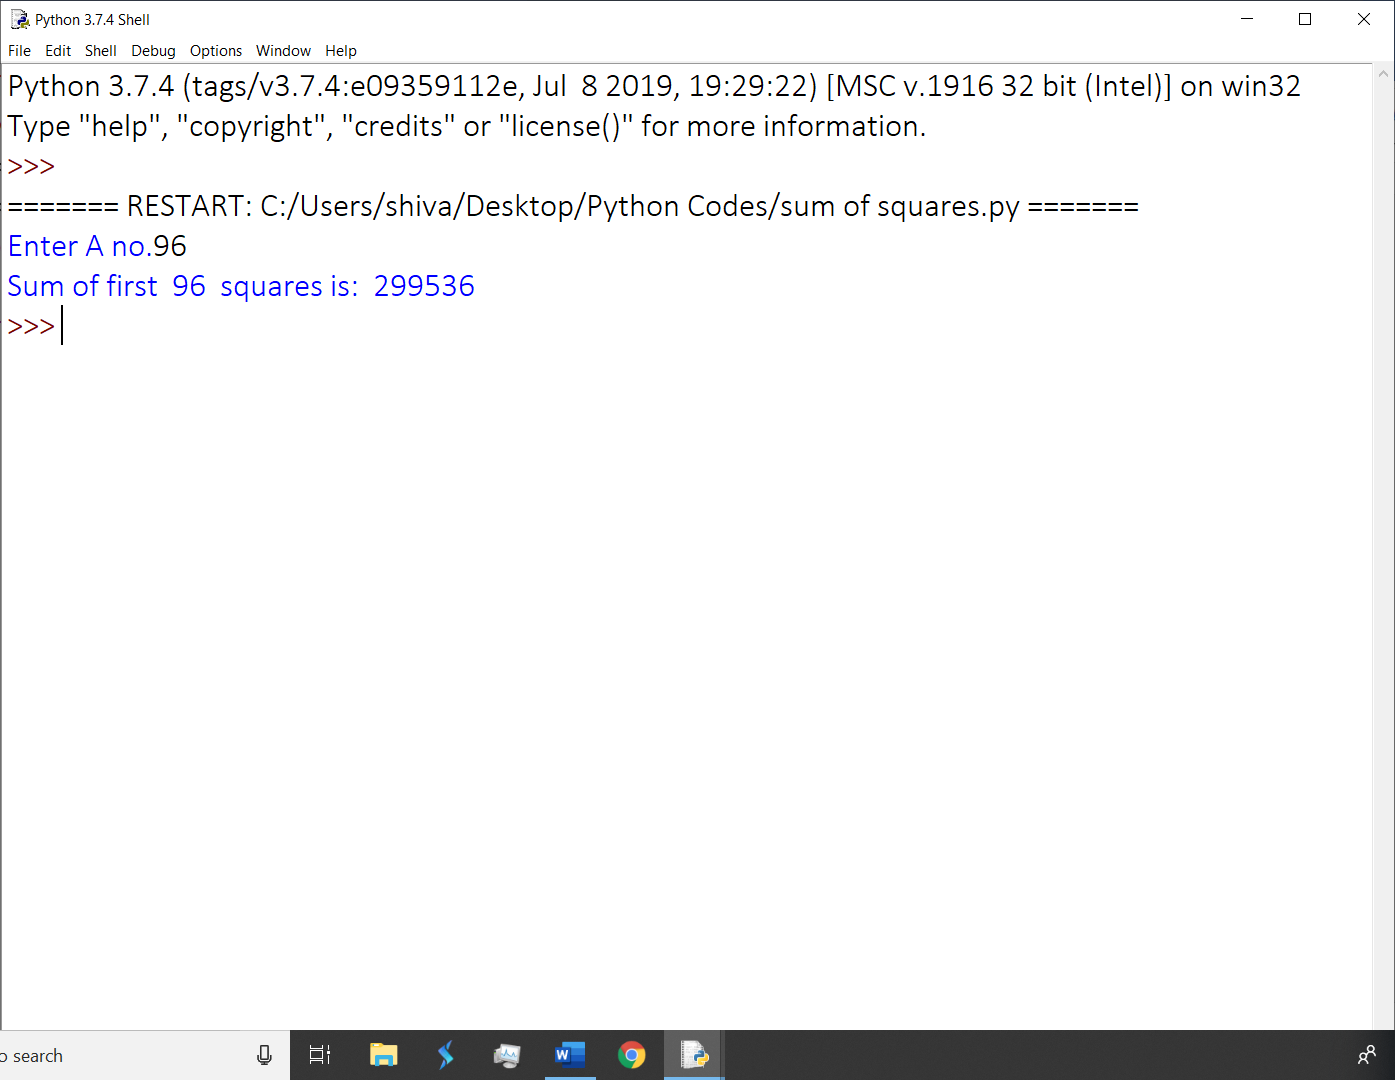 Python 3.7.4 Shell
File Edit Shell Debug Options Window Help
Python 3.7.4 (tags/v3.7.4:e09359112e, Jul  8 2019, 19:29:22) [MSC v.1916 32 bit (Intel)] on win32
Type "help", "copyright", "credits" or "license()" for more information.
>>>
======= RESTART: C:/Users/shiva/Desktop/Python Codes/sum of squares.py =======
Enter A no.96
Sum of first  96  squares is:  299536
>>>
o search